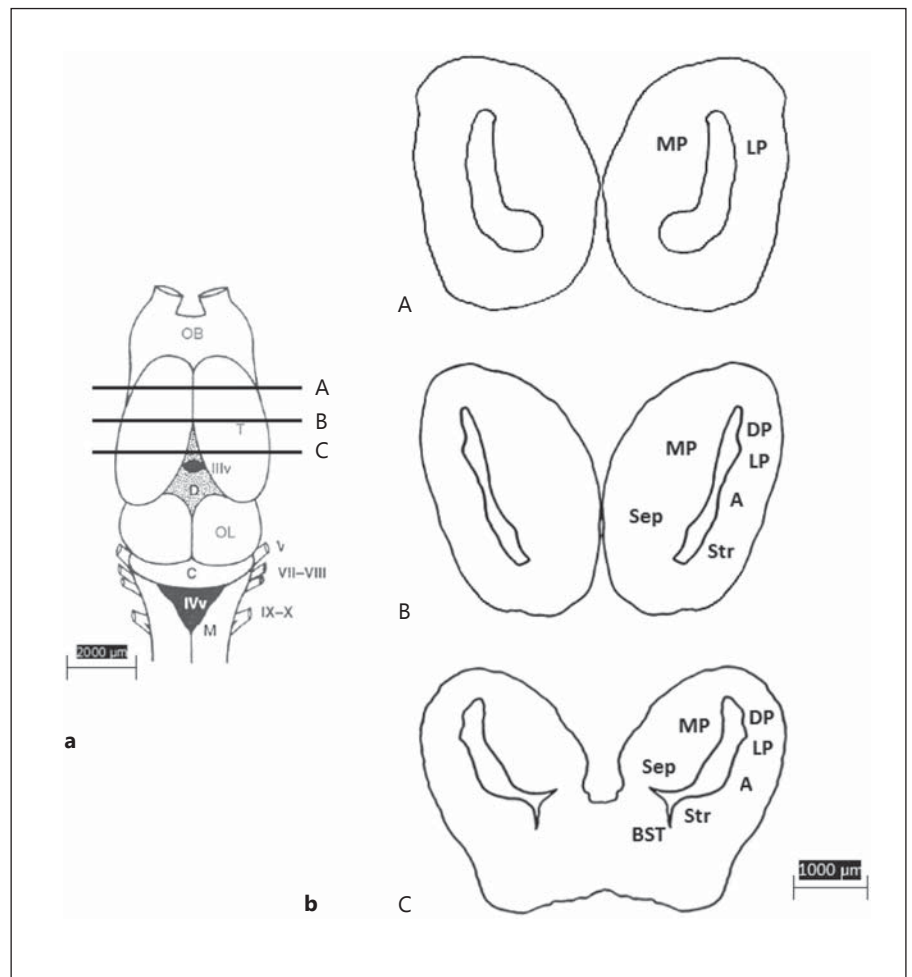 OB
A
B
T
C
IIIv
D
OL
V
C
VII–VIII
IVv
IX–X
M
2000 µm
a
MP LP
A
DP
MP
LP
A
Sep
Str
B
DP
MP
LP
Sep
A
Str
BST
1000 µm
b
C